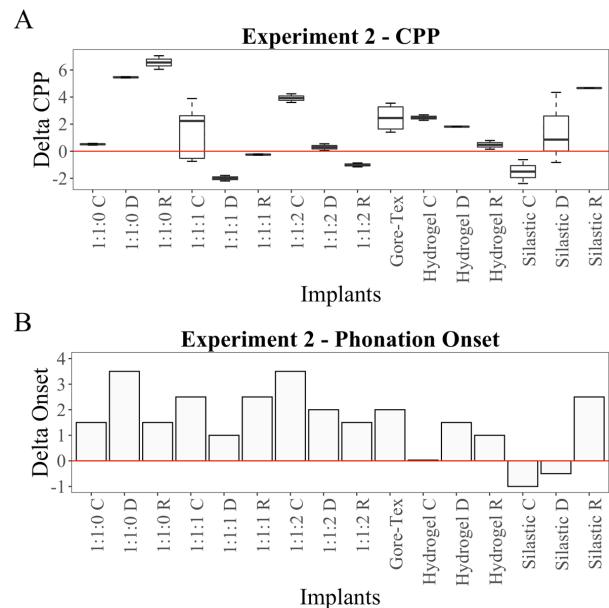 A
Experiment 2 - CPP
Delta CPP
6
4
2
0
-2
1:1:0 C
1:1:0 D
1:1:0 R
1:1:1 C
1:1:1 D
1:1:1 R
1:1:2 C
1:1:2 D
1:1:2 R
Gore-Tex
Hydrogel C
Hydrogel D
Hydrogel R
Silastic C
Silastic D
Silastic R
Implants
B
Experiment 2 - Phonation Onset
Delta Onset
4
3
2
1
0
-1
1:1:0 C
1:1:0 D
1:1:0 R
1:1:1 C
1:1:1 D
1:1:1 R
1:1:2 C
1:1:2 D
1:1:2 R
Gore-Tex
Hydrogel C
Hydrogel D
Hydrogel R
Silastic C
Silastic D
Silastic R
Implants